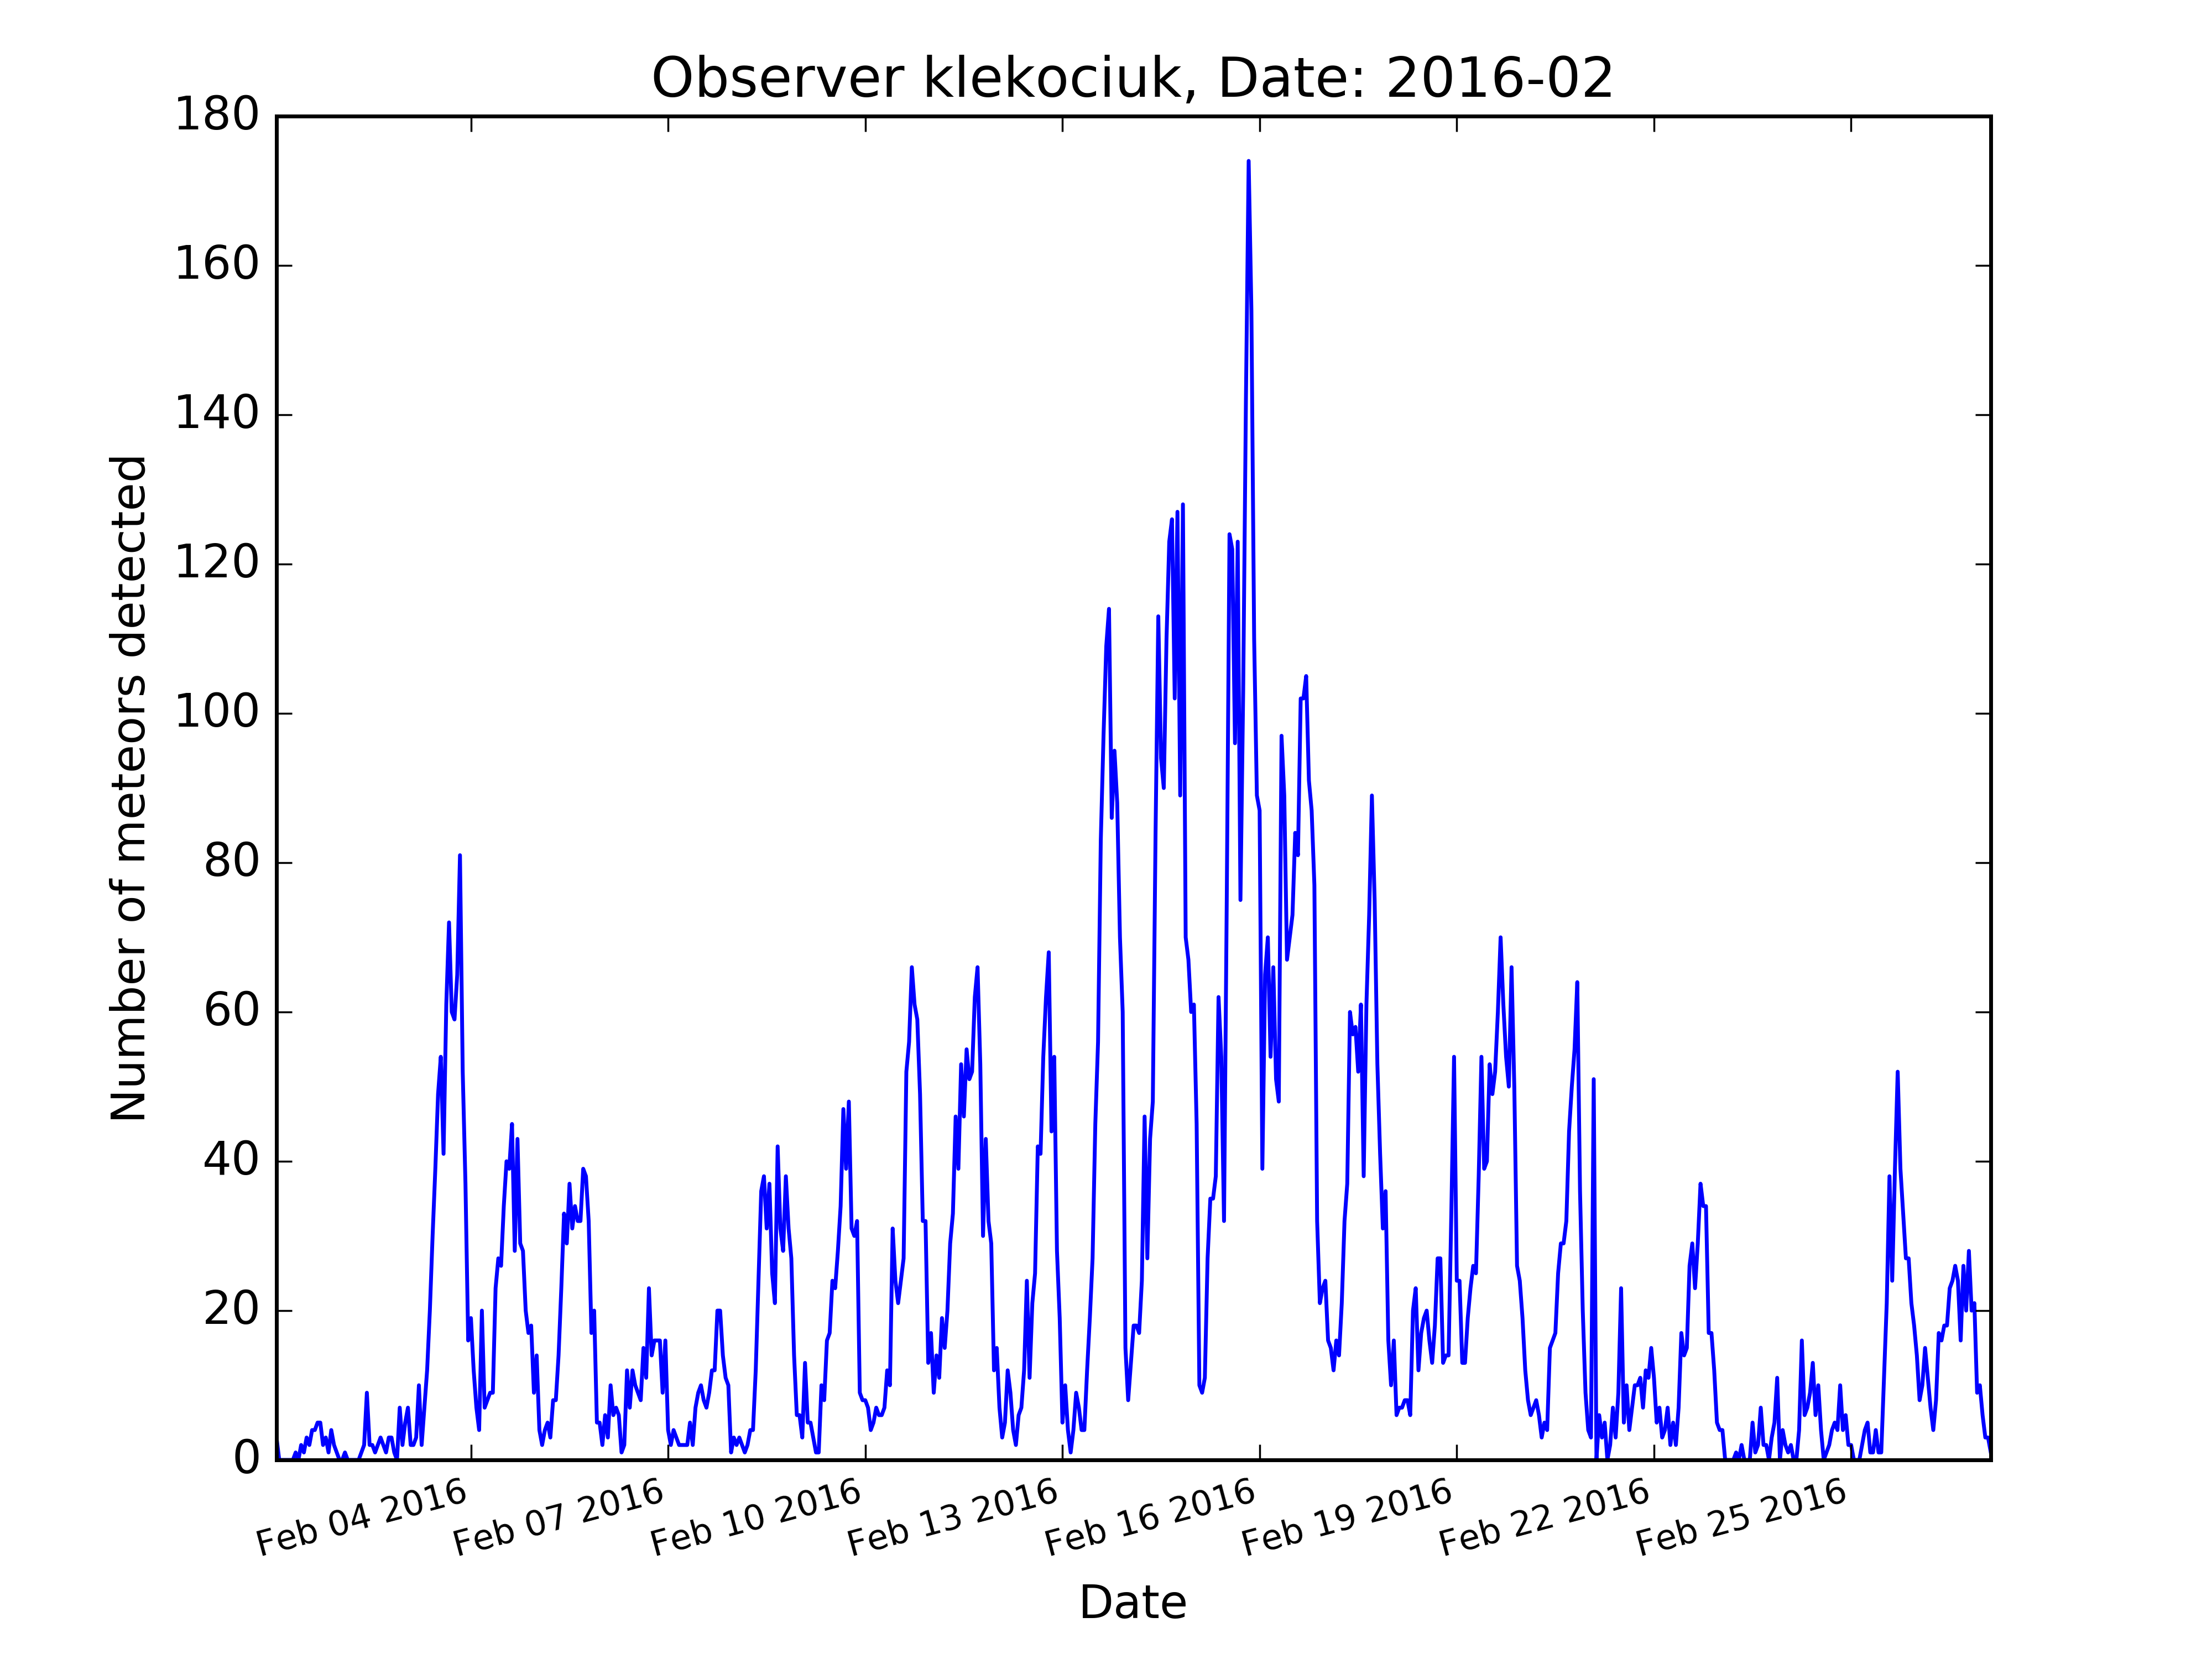 Observer klekociuk, Date: 2016-02
180
160
140
120
100
80
60
40
20
0
Number of meteors detected
Feb 04 2016
Feb 07 2016
Feb 10 2016
Feb 13 2016
Feb 16 2016
Feb 19 2016
Feb 22 2016
Feb 25 2016
Date